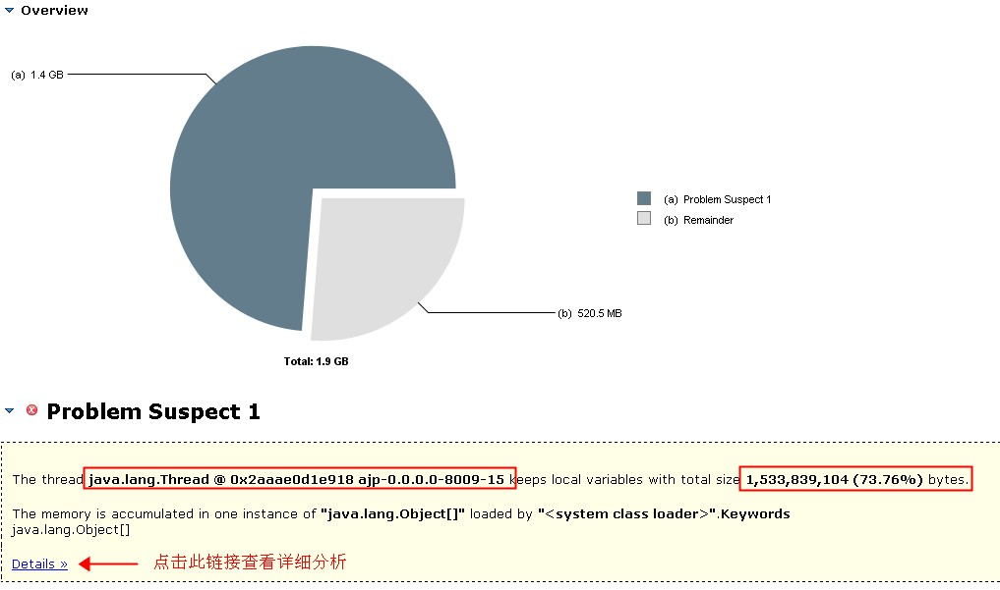 Overview
(a) 1.4 GB
(a) Problem Suspect 1
(b) Remainder
(b) 520.5 MB
Total: 1.9 GB
Problem Suspect 1
The thread java.lang.Thread @ 0x2aaae0d1e918 ajp-0.0.0.0-8009-15 keeps local variables with total size 1,533,839,104 (73.76%) bytes.
The memory is accumulated in one instance of "java.lang.Object[]" loaded by "<system class loader>".Keywords
java.lang.Object[]
Details » 点击此链接查看详细分析